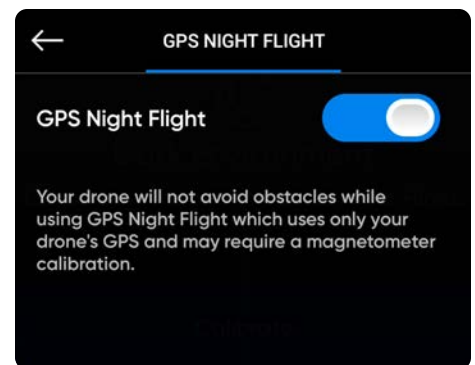 GPS NIGHT FLIGHT
GPS Night Flight
Your drone will not avoid obstacles while
using GPS Night Flight which uses only your
drone's GPS and may require a magnetometer
calibration.